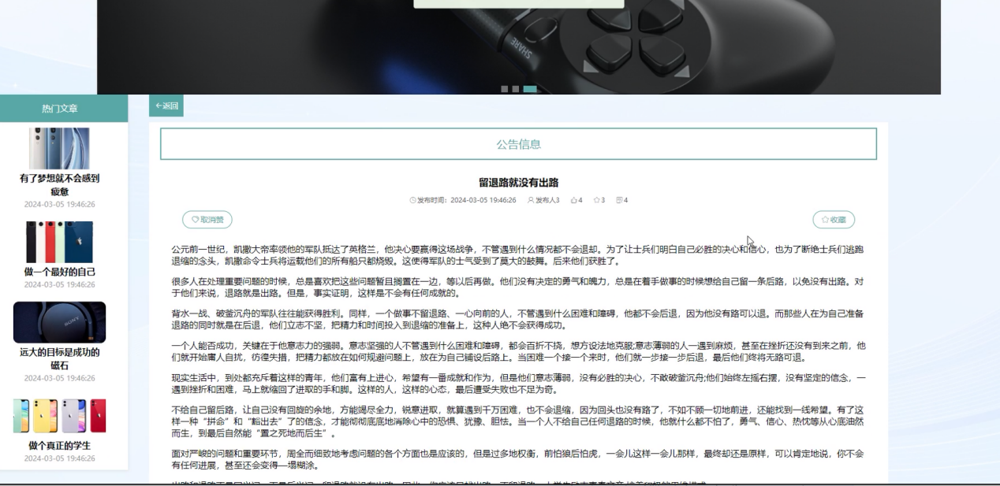 SHARE
热门文章
←返回
公告信息
有了梦想就不会感到
疲惫
2024-03-05 19:46:26
做一个最好的自己
2024-03-05 19:46:26
SONY
远大的目标是成功的
磁石
2024-03-05 19:46:26
做个真正的学生
2024-03-05 19:46:26
留退路就没有出路
发布时间：2024-03-05 19:46:26 发布人3 4 3 4
取消赞
收藏
公元前一世纪，凯撒大帝率领他的军队抵达了英格兰，他决心要赢得这场战争，不管遇到什么情况都不会退却。为了让士兵们明白自己必胜的决心和信心，也为了断绝士兵们逃跑
退缩的念头，凯撒命令士兵将运载他们的所有船只都烧毁。这使得军队的士气受到了莫大的鼓舞。后来他们获胜了。
很多人在处理重要问题的时候，总是喜欢把这些问题暂且搁置在一边，等以后再做。他们没有决定的勇气和魄力，总是在着手做事的时候想给自己留一条后路，以免没有出路。对
于他们来说，退路就是出路。但是，事实证明，这样是不会有任何成就的。
背水一战、破釜沉舟的军队往往能获得胜利。同样，一个做事不留退路、一心向前的人，不管遇到什么困难和障碍，他都不会后退，因为他没有路可以退。而那些人在为自己准备
退路的同时就是在后退，他们立志不坚，把精力和时间投入到退缩的准备上，这种人绝不会获得成功。
一个人能否成功，关键在于他意志力的强弱。意志坚强的人不管遇到什么困难和障碍，都会百折不挠，想方设法地克服;意志薄弱的人一遇到麻烦，甚至在挫折还没有到来之前，他
们就开始庸人自扰，彷徨失措，把精力都放在如何规避问题上，放在为自己铺设后路上。当困难一个接一个来时，他们就一步接一步后退，最后他们终将无路可退。
现实生活中，到处都充斥着这样的青年，他们富有上进心，希望有一番成就和作为，但是他们意志薄弱，没有必胜的决心，不敢破釜沉舟;他们始终左摇右摆，没有坚定的信念，一
遇到挫折和困难，马上就缩回了进取的手和脚。这样的人，这样的心态，最后遭受失败也不足为奇。
不给自己留后路，让自己没有回旋的余地，方能竭尽全力，锐意进取，就算遇到千万困难，也不会退缩，因为回头也没有路了，不如不顾一切地前进，还能找到一线希望。有了这
样一种“拼命”和“豁出去”了的信念，才能彻彻底底地消除心中的恐惧、犹豫、胆怯。当一个人不给自己任何退路的时候，他就什么都不怕了，勇气、信心、热忱等从心底油然
而生，到最后自然能“置之死地而后生”。
面对严峻的问题和重要环节，周全而细致地考虑问题的各个方面也是应该的，但是过多地权衡，前怕狼后怕虎，一会儿这样一会儿那样，最终却还是原样，可以肯定地说，你不会
有任何进展，甚至还会变得一塌糊涂。